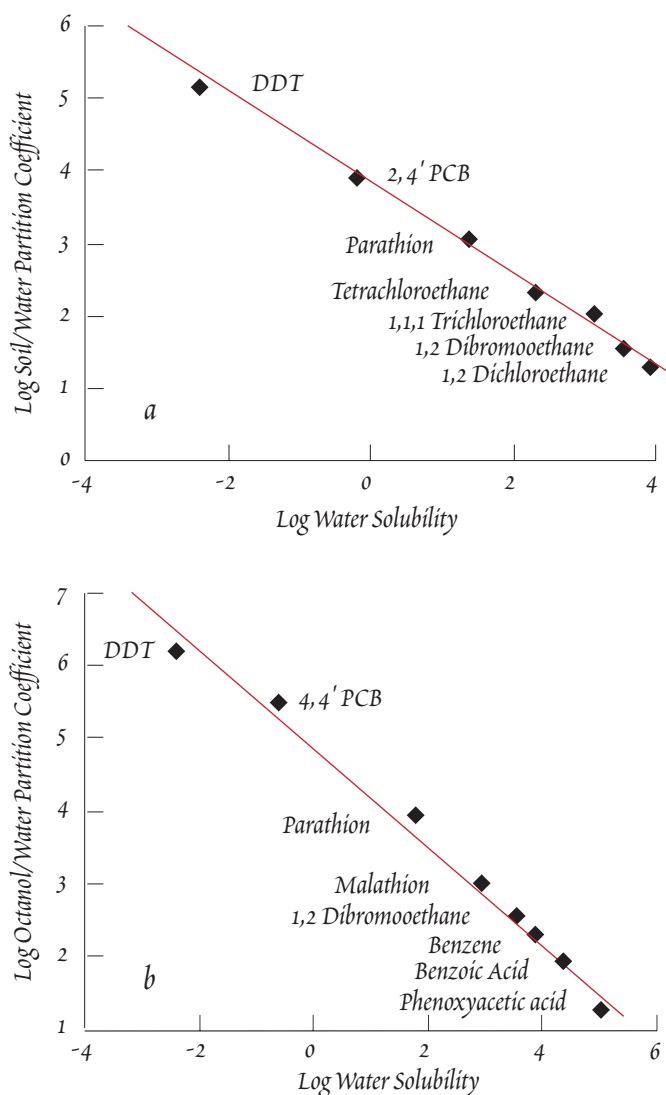 6
5
4
3
2
1
0
Log Soil/Water Partition Coefficient
DDT
2,4' PCB
Parathion
Tetrachloroethane
1,1,1 Trichloroethane
1,2 Dibromooethane
1,2 Dichloroethane
a
-4
-2
0
2
4
Log Water Solubility
7
6
5
4
3
2
1
Log Octanol/Water Partition Coefficient
DDT
4,4' PCB
Parathion
Malathion
1,2 Dibromooethane
Benzene
Benzoic Acid
Phenoxyacetic acid
b
-4
-2
0
2
4
6
Log Water Solubility